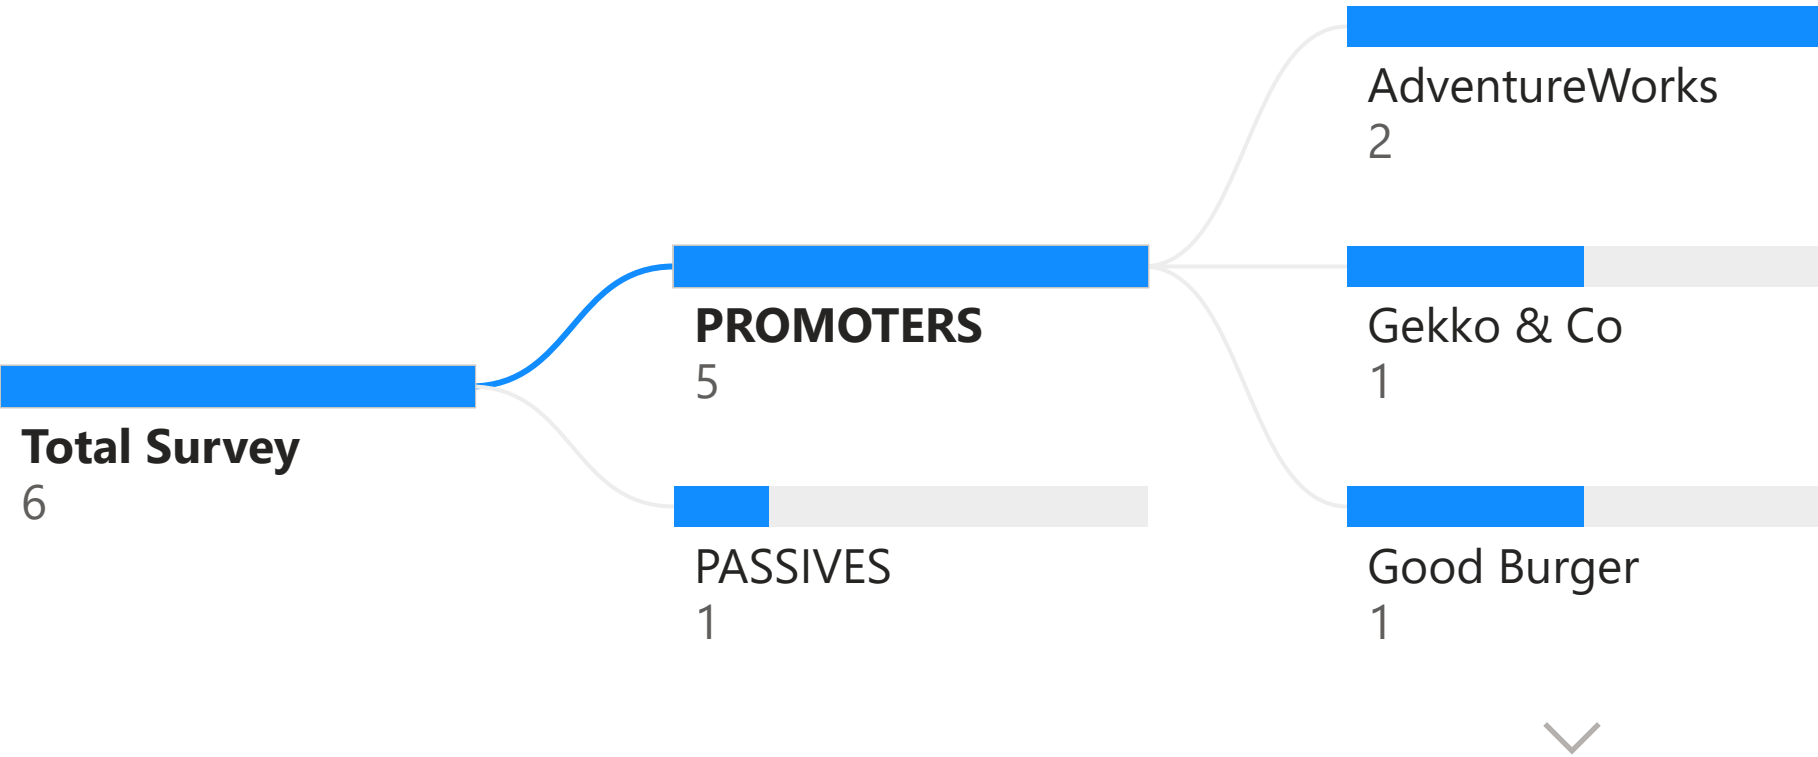 Total Survey
6
PROMOTERS
5
PASSIVES
1
AdventureWorks
2
Gekko & Co
1
Good Burger
1